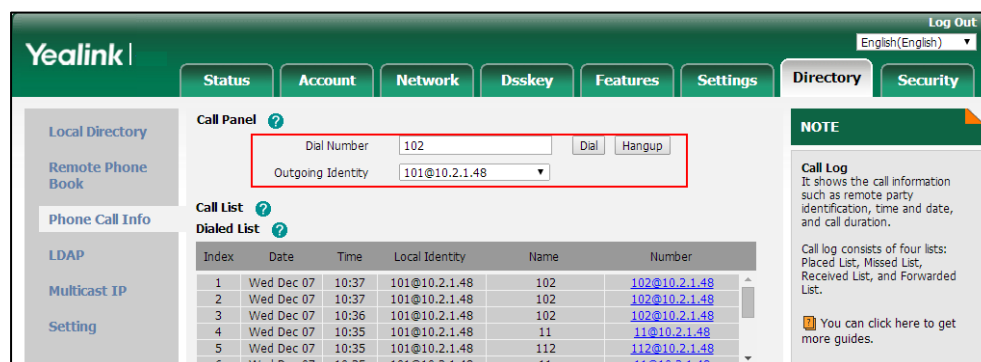 Log Out
English(English)
Yealink
Status Account Network Dsskey Features Settings Directory Security
Local Directory
Remote Phone
Book
Phone Call Info
LDAP
Multicast IP
Setting
Call Panel ?
Dial Number 102 Dial Hangup
Outgoing Identity 101@10.2.1.48
Call List ?
Dialed List ?
Index Date Time Local Identity Name Number
1 Wed Dec 07 10:37 101@10.2.1.48 102 102@10.2.1.48
2 Wed Dec 07 10:37 101@10.2.1.48 102 102@10.2.1.48
3 Wed Dec 07 10:36 101@10.2.1.48 102 102@10.2.1.48
4 Wed Dec 07 10:35 101@10.2.1.48 11 11@10.2.1.48
5 Wed Dec 07 10:35 101@10.2.1.48 112 112@10.2.1.48
NOTE
Call Log
It shows the call information
such as remote party
identification, time and date,
and call duration.
Call log consists of four lists:
Placed List, Missed List,
Received List, and Forwarded
List.
? You can click here to get
more guides.